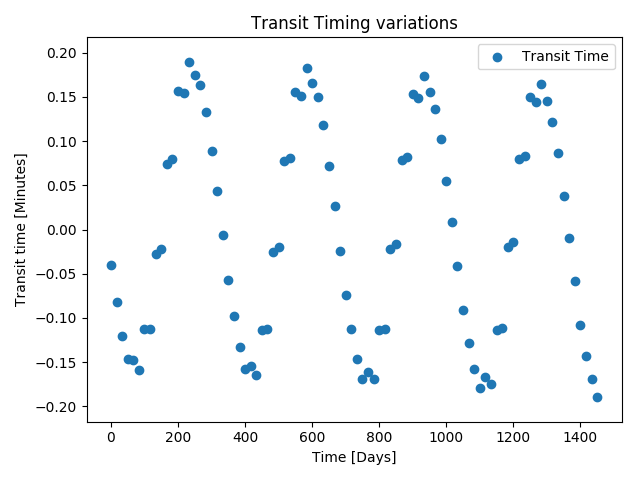 Transit Timing variations
Transit Time
0.20
0.15
0.10
0.05
0.00
−0.05
−0.10
−0.15
−0.20
Transit time [Minutes]
0 200 400 600 800 1000 1200 1400
Time [Days]